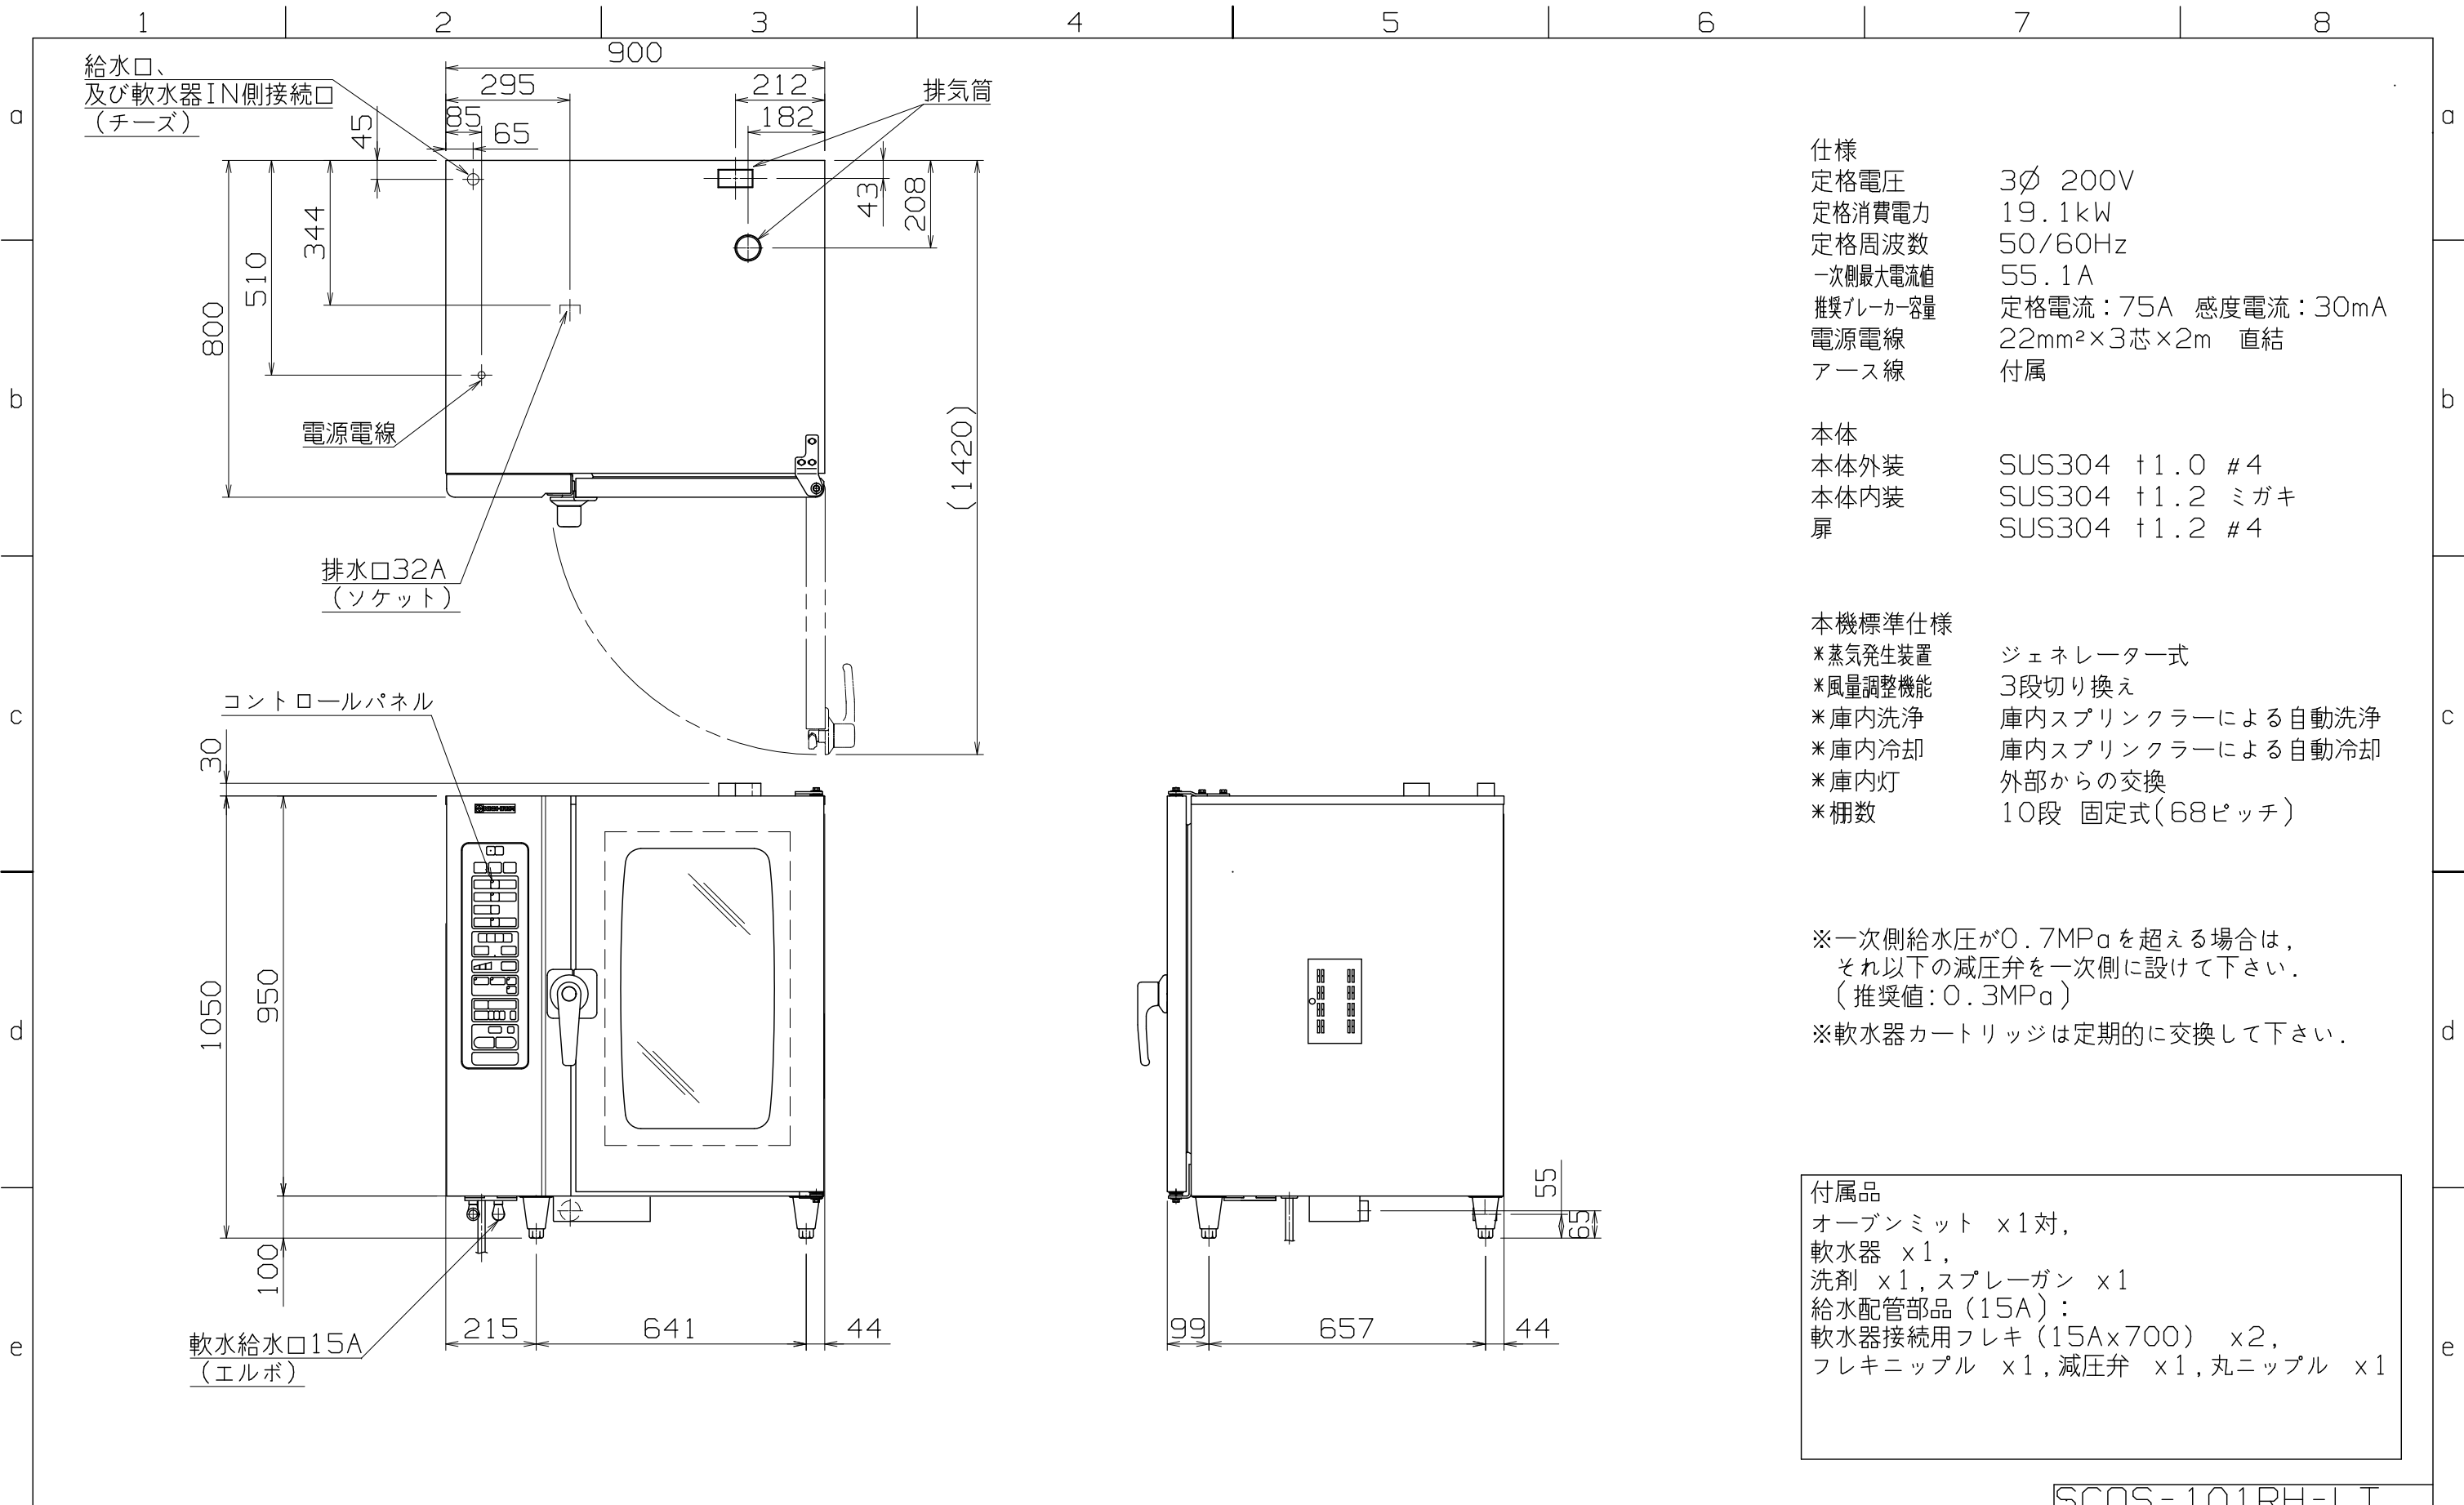 1 2 3 4 5 6 7 8
a a
b b
c c
d d
e e
給水口、
及び軟水器IN側接続口
(チーズ)
900
295
212
85
182
65
45
排気筒
43
208
344
510
800
(1420)
電源電線
排水口32A
(ソケット)
コントロールパネル
30
1050
950
100
軟水給水口15A
(エルボ)
215
641
44
99
657
44
55
65
仕様
定格電圧 3∅ 200V
定格消費電力 19.1kW
定格周波数 50/60Hz
一次側最大電流値 55.1A
推奨ブレーカー容量 定格電流:75A 感度電流:30mA
電源電線 22mm²×3芯×2m 直結
アース線 付属
本体
本体外装 SUS304 t1.0 #4
本体内装 SUS304 t1.2 ミガキ
扉 SUS304 t1.2 #4
本機標準仕様
*蒸気発生装置 ジェネレーター式
*風量調整機能 3段切り換え
*庫内洗浄 庫内スプリンクラーによる自動洗浄
*庫内冷却 庫内スプリンクラーによる自動冷却
*庫内灯 外部からの交換
*棚数 10段 固定式(68ピッチ)
※一次側給水圧が0.7MPaを超える場合は,
それ以下の減圧弁を一次側に設けて下さい.
(推奨値:0.3MPa)
※軟水器カートリッジは定期的に交換して下さい.
付属品
オーブンミット x1対,
軟水器 x1,
洗剤 x1,スプレーガン x1
給水配管部品(15A):
軟水器接続用フレキ(15Ax700) x2,
フレキニップル x1,減圧弁 x1,丸ニップル x1
SCOS-101RH-LT